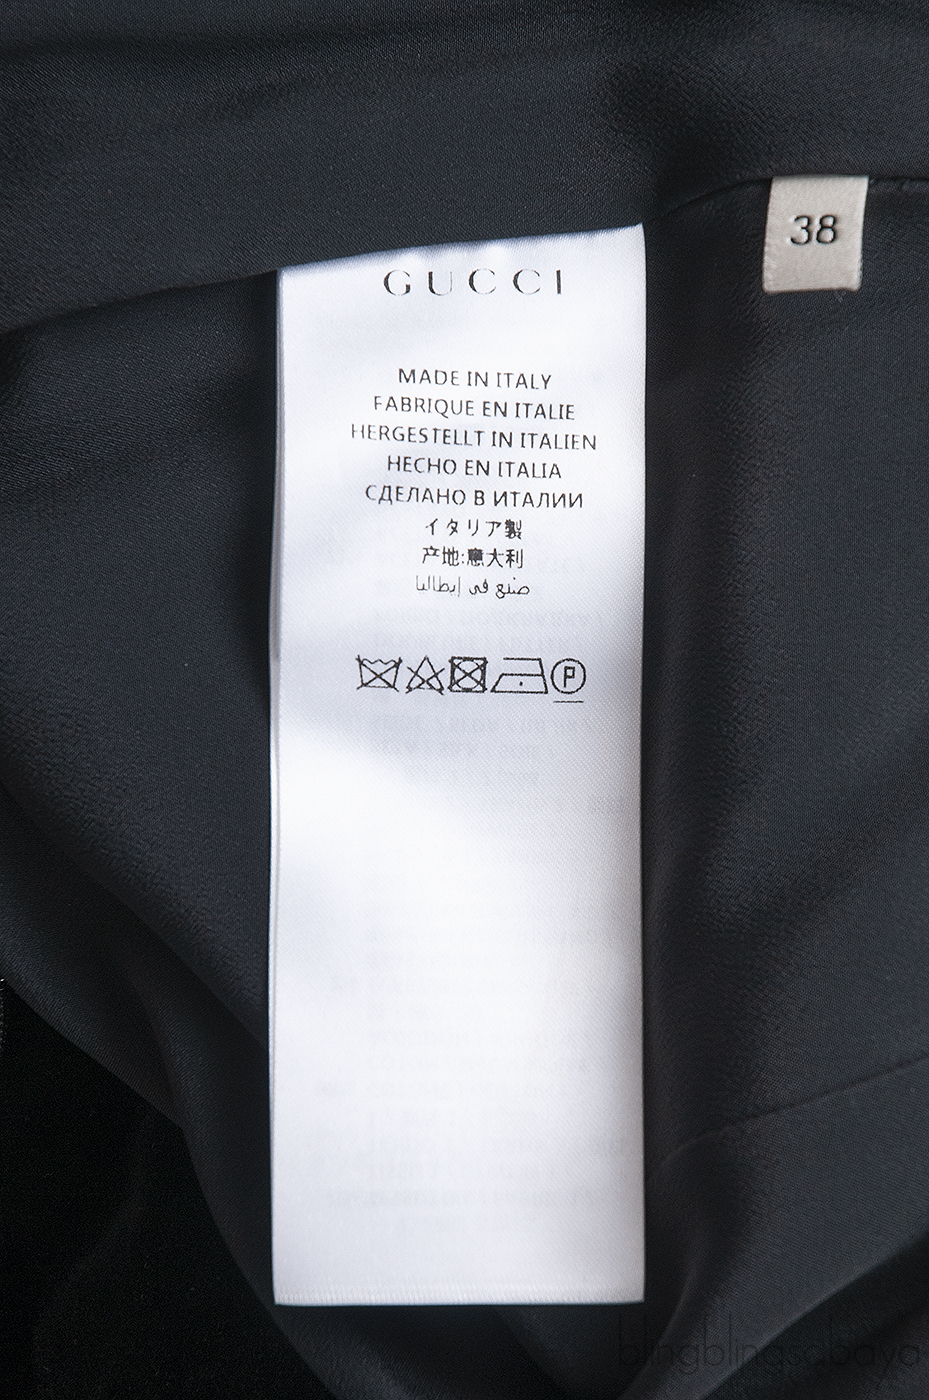 38
GUCCI
MADE IN ITALY
FABRIQUE EN ITALIE
HERGESTELLT IN ITALIEN
HECHO EN ITALIA
СДЕЛАНО В ИТАЛИИ
イタリア製
产地:意大利
صنع في إيطاليا
P
blingblingsabaya